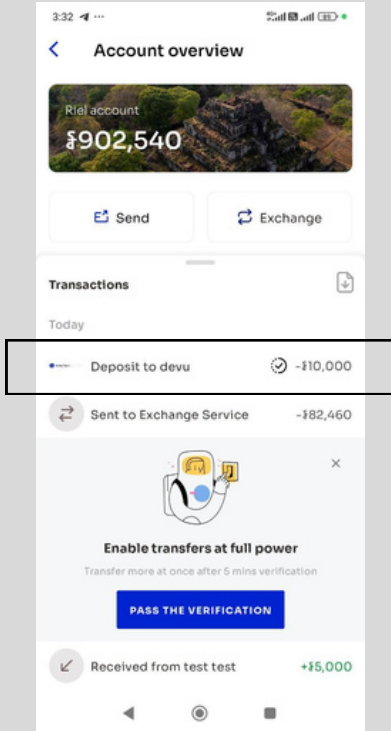 3:32
Account overview
Riel account
៛902,540
Send
Exchange
Transactions
Today
Deposit to devu -៛10,000
Sent to Exchange Service -៛82,460
Enable transfers at full power
Transfer more at once after 5 mins verification
PASS THE VERIFICATION
Received from test test +៛5,000